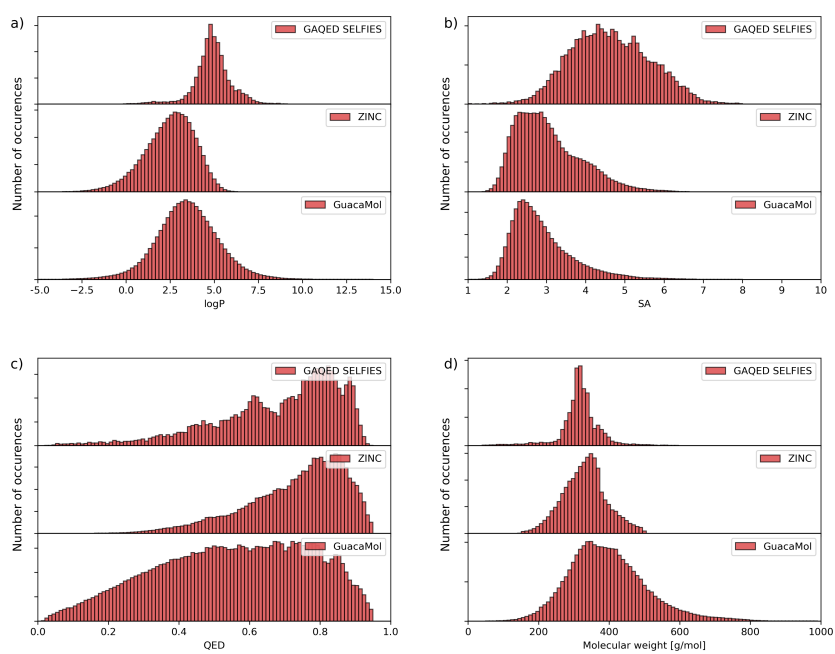 a)
GAQED SELFIES
ZINC
GuacaMol
Number of occurences
-5.0 −2.5 0.0 2.5 5.0 7.5 10.0 12.5 15.0
logP
b)
GAQED SELFIES
ZINC
GuacaMol
Number of occurences
1 2 3 4 5 6 7 8 9 10
SA
c)
GAQED SELFIES
ZINC
GuacaMol
Number of occurences
0.0 0.2 0.4 0.6 0.8 1.0
QED
d)
GAQED SELFIES
ZINC
GuacaMol
Number of occurences
0 200 400 600 800 1000
Molecular weight [g/mol]